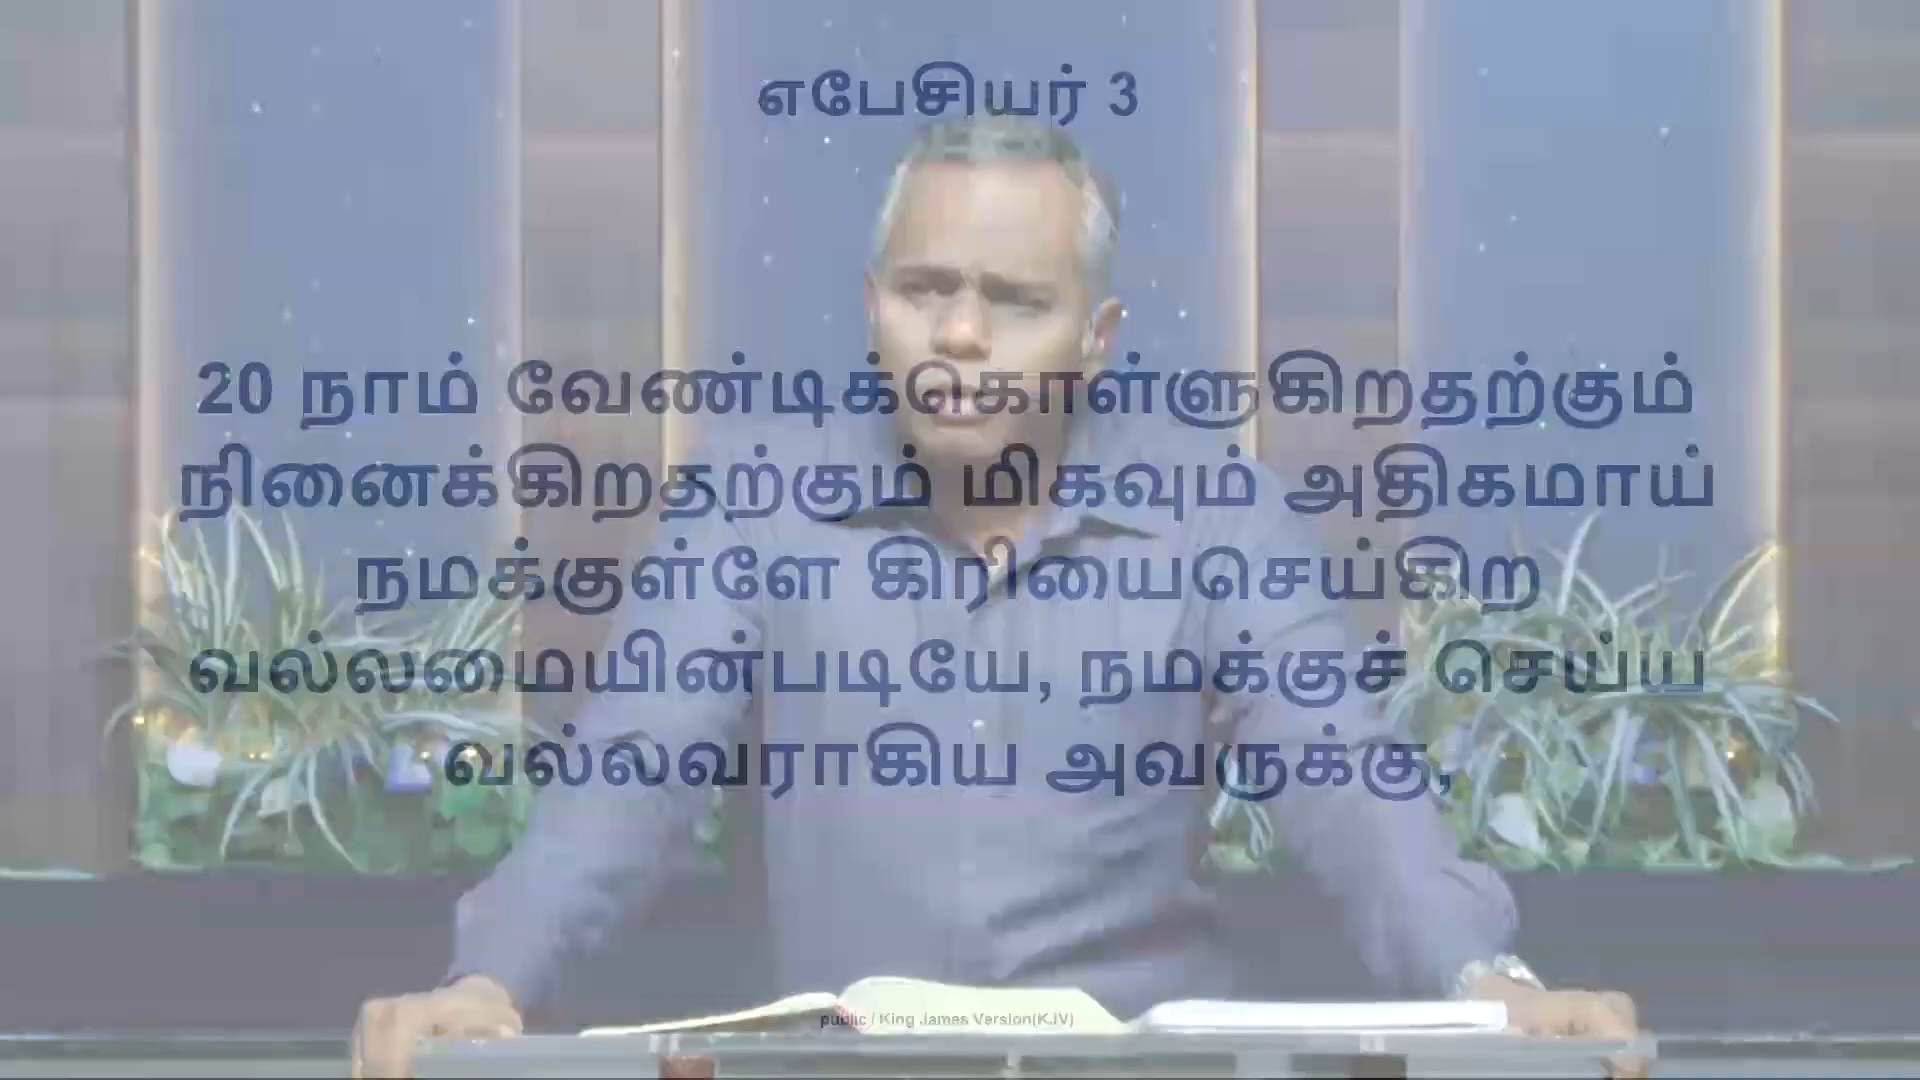 எபேசியர் 3
20 நாம் வேண்டிக்கொள்ளுகிறதற்கும்
நினைக்கிறதற்கும் மிகவும் அதிகமாய்
நமக்குள்ளே கிரியைசெய்கிற
வல்லமையின்படியே, நமக்குச் செய்ய
வல்லவராகிய அவருக்கு,
public / King James Version(KJV)